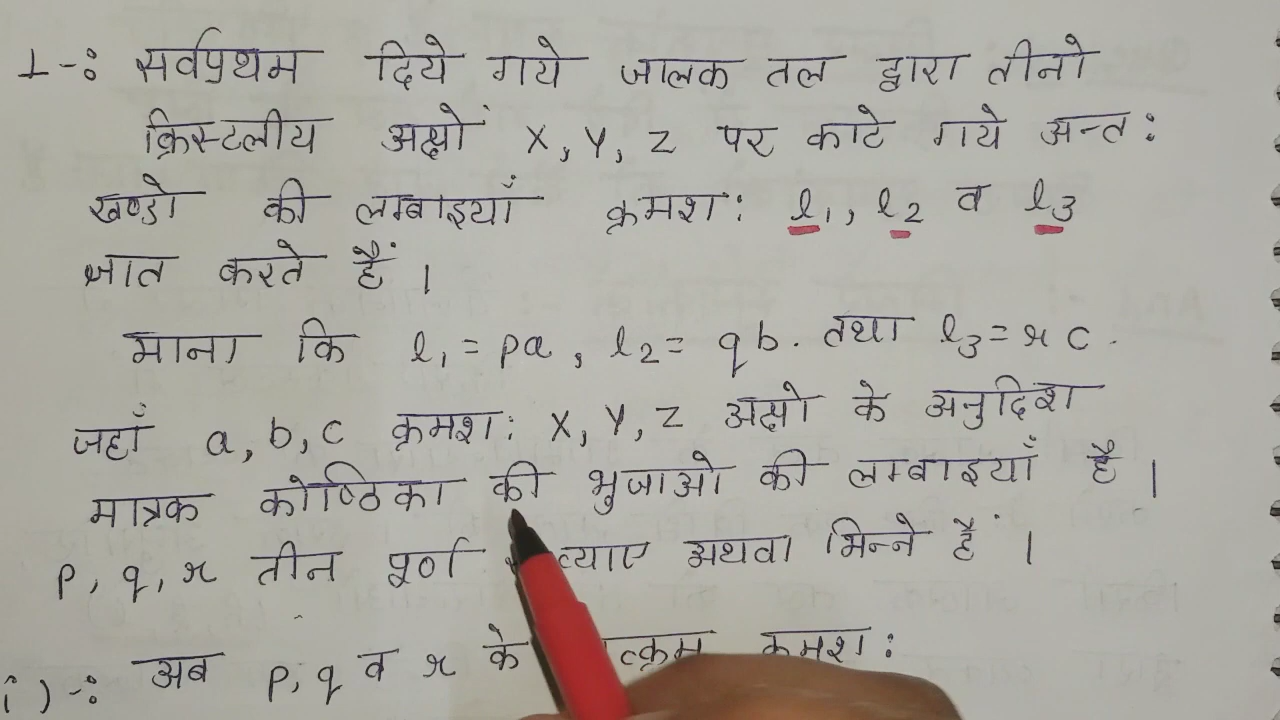 1-: सर्वप्रथम दिये गये जालक तल द्वारा तीनो
क्रिस्टलीय अक्षों X, Y, Z पर काटे गये अन्त:
खण्डो की लम्बाइयाँ क्रमश: l₁, l₂ व l₃
ज्ञात करते हैं।
माना कि l₁ = pa, l₂ = qb. तथा l₃ = rc.
जहाँ a, b, c क्रमश: X, Y, Z अक्षो के अनुदिश
मात्रक कोष्ठिका की भुजाओ की लम्बाइयाँ है।
p, q, r तीन पूर्ण अथवा भिन्ने हैं।
i)-: अब p, q व r के क्रमश: